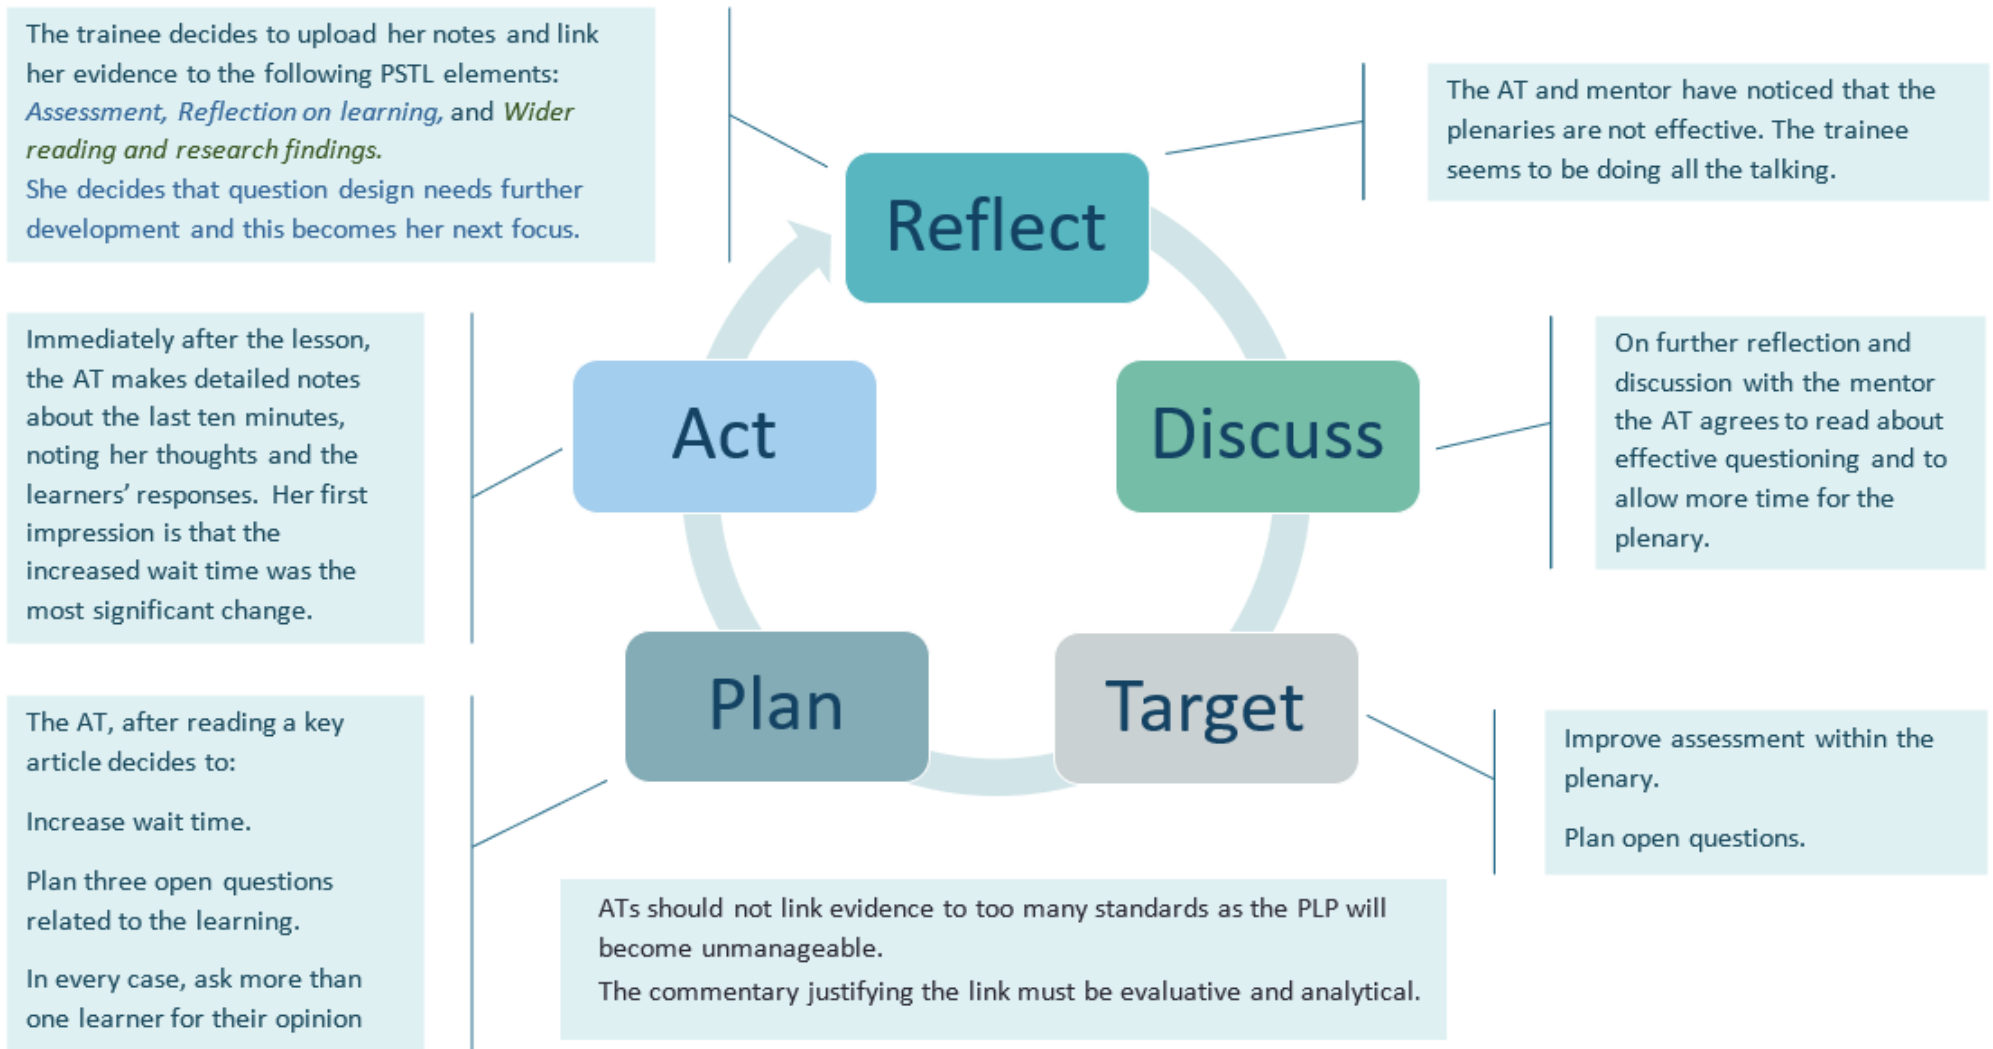 The trainee decides to upload her notes and link
her evidence to the following PSTL elements:
Assessment, Reflection on learning, and Wider
reading and research findings.
She decides that question design needs further
development and this becomes her next focus.
The AT and mentor have noticed that the
plenaries are not effective. The trainee
seems to be doing all the talking.
Reflect
Immediately after the lesson,
the AT makes detailed notes
about the last ten minutes,
noting her thoughts and the
learners' responses. Her first
impression is that the
increased wait time was the
most significant change.
Act
Discuss
On further reflection and
discussion with the mentor
the AT agrees to read about
effective questioning and to
allow more time for the
plenary.
Plan
Target
The AT, after reading a key
article decides to:
Increase wait time.
Plan three open questions
related to the learning.
In every case, ask more than
one learner for their opinion
Improve assessment within the
plenary.
Plan open questions.
ATs should not link evidence to too many standards as the PLP will
become unmanageable.
The commentary justifying the link must be evaluative and analytical.